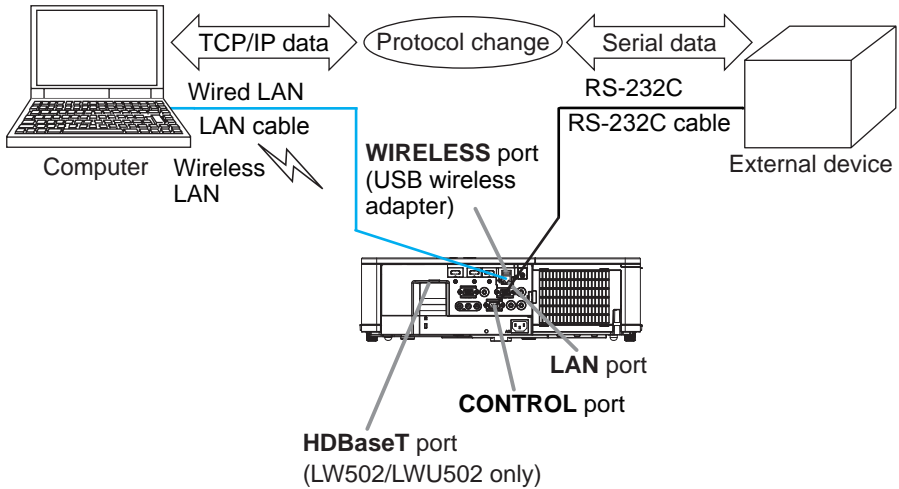 TCP/IP data
Protocol change
Serial data
Wired LAN
LAN cable
RS-232C
RS-232C cable
Computer
Wireless
LAN
WIRELESS port
(USB wireless
adapter)
External device
LAN port
CONTROL port
HDBaseT port
(LW502/LWU502 only)